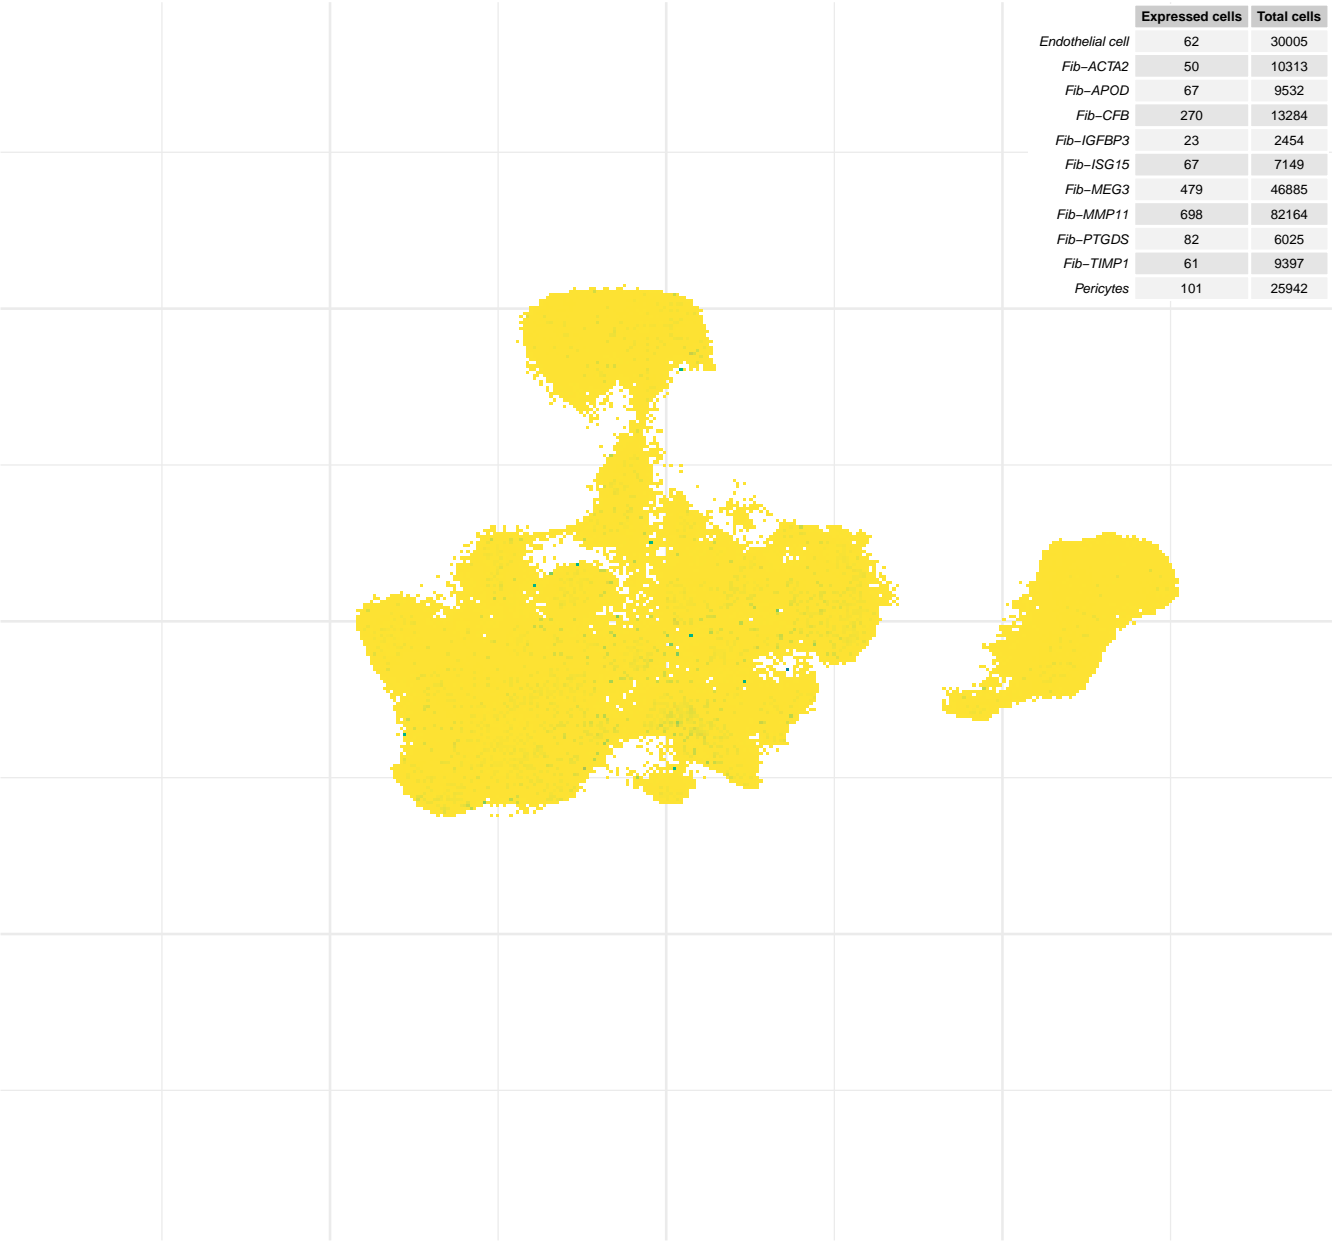 Expressed cells Total cells
Endothelial cell 62 30005
Fib−ACTA2 50 10313
Fib−APOD 67 9532
Fib−CFB 270 13284
Fib−IGFBP3 23 2454
Fib−ISG15 67 7149
Fib−MEG3 479 46885
Fib−MMP11 698 82164
Fib−PTGDS 82 6025
Fib−TIMP1 61 9397
Pericytes 101 25942